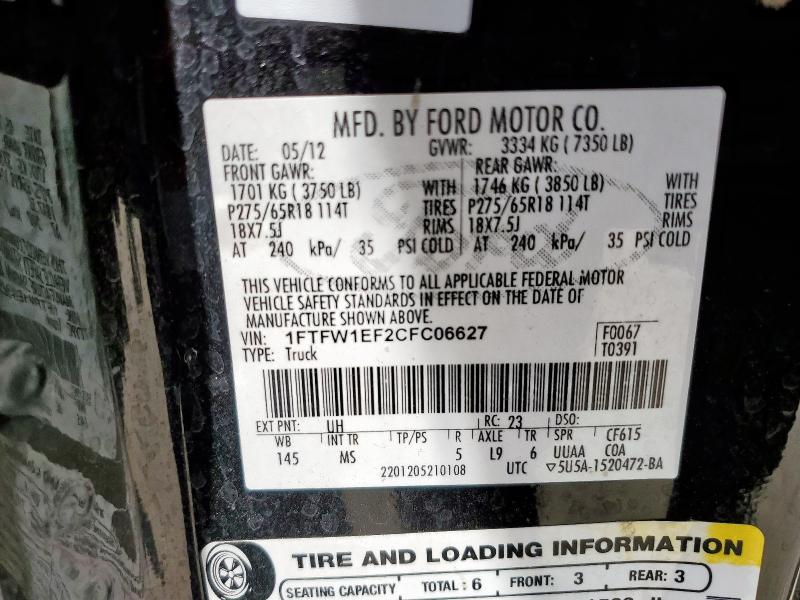 MFD. BY FORD MOTOR CO.
DATE: 05/12 GVWR: 3334 KG ( 7350 LB)
FRONT GAWR: REAR GAWR:
1701 KG ( 3750 LB) WITH 1746 KG ( 3850 LB) WITH
P275/65R18 114T TIRES P275/65R18 114T TIRES
18X7.5J RIMS 18X7.5J RIMS
AT 240 kPa/ 35 PSI COLD AT 240 kPa/ 35 PSI COLD
THIS VEHICLE CONFORMS TO ALL APPLICABLE FEDERAL MOTOR
VEHICLE SAFETY STANDARDS IN EFFECT ON THE DATE OF
MANUFACTURE SHOWN ABOVE.
VIN: 1FTFW1EF2CFC06627 F0067
TYPE: Truck T0391
EXT PNT: UH RC: 23 DSO:
WB INT TR TP/PS R AXLE TR SPR CF615
145 MS 5 L9 6 UUAA COA
2201205210108 UTC ▽5U5A-1520472-BA
TIRE AND LOADING INFORMATION
SEATING CAPACITY TOTAL: 6 FRONT: 3 REAR: 3